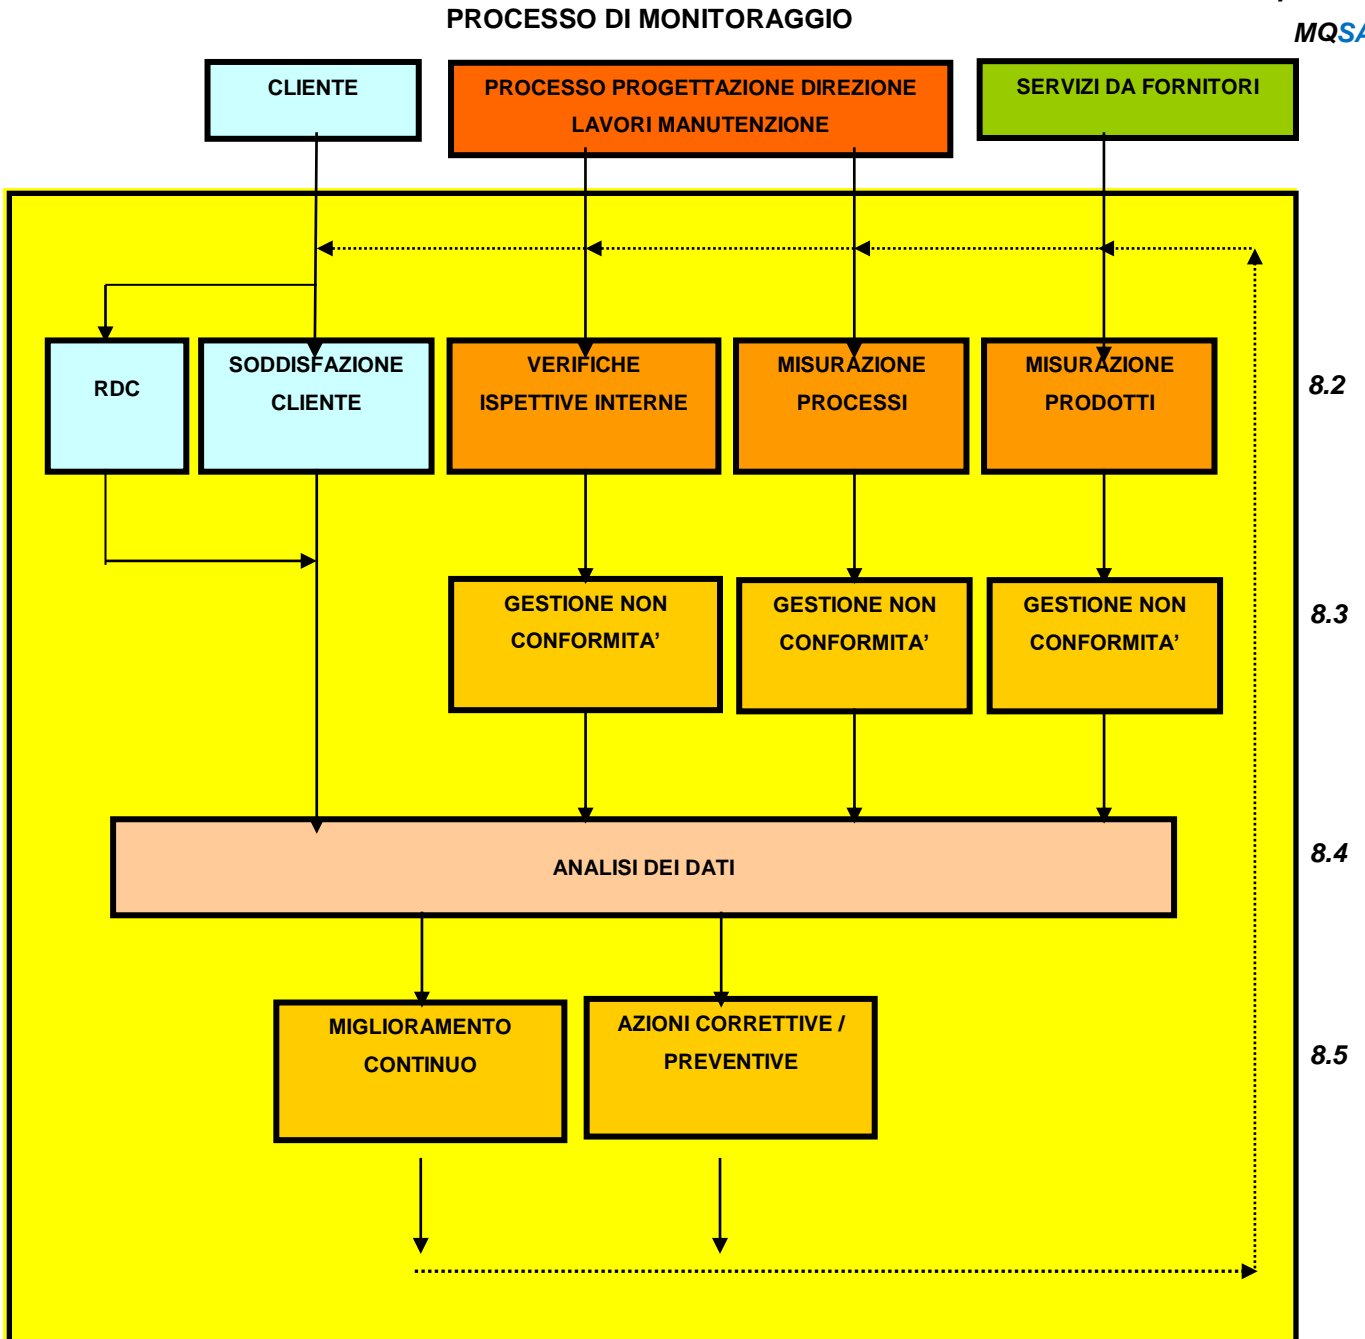 PROCESSO DI MONITORAGGIO
MQSA
CLIENTE
PROCESSO PROGETTAZIONE DIREZIONE
LAVORI MANUTENZIONE
SERVIZI DA FORNITORI
RDC
SODDISFAZIONE
CLIENTE
VERIFICHE
ISPETTIVE INTERNE
MISURAZIONE
PROCESSI
MISURAZIONE
PRODOTTI
8.2
GESTIONE NON
CONFORMITA’
GESTIONE NON
CONFORMITA’
GESTIONE NON
CONFORMITA’
8.3
ANALISI DEI DATI
8.4
MIGLIORAMENTO
CONTINUO
AZIONI CORRETTIVE /
PREVENTIVE
8.5